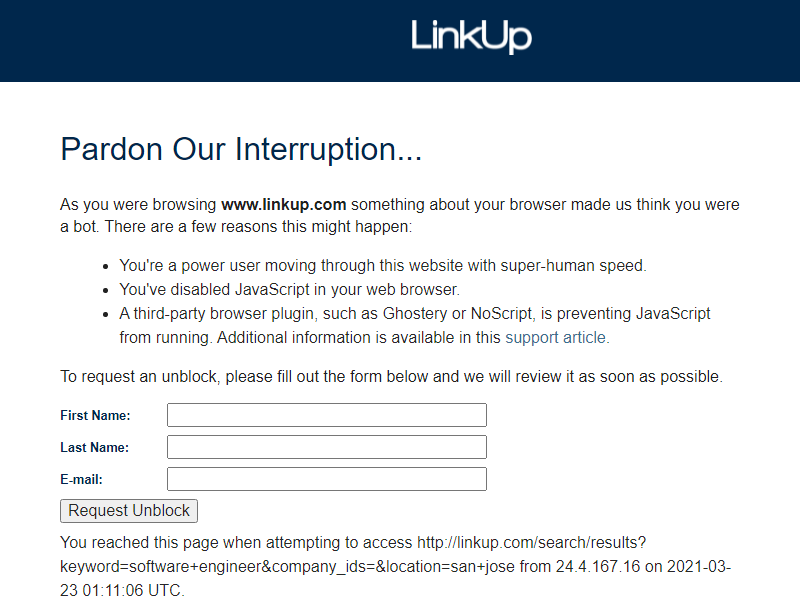 LinkUp
Pardon Our Interruption...
As you were browsing www.linkup.com something about your browser made us think you were
a bot. There are a few reasons this might happen:
• You're a power user moving through this website with super-human speed.
• You've disabled JavaScript in your web browser.
• A third-party browser plugin, such as Ghostery or NoScript, is preventing JavaScript
from running. Additional information is available in this support article.
To request an unblock, please fill out the form below and we will review it as soon as possible.
First Name:
Last Name:
E-mail:
Request Unblock
You reached this page when attempting to access http://linkup.com/search/results?
keyword=software+engineer&company_ids=&location=san+jose from 24.4.167.16 on 2021-03-
23 01:11:06 UTC.